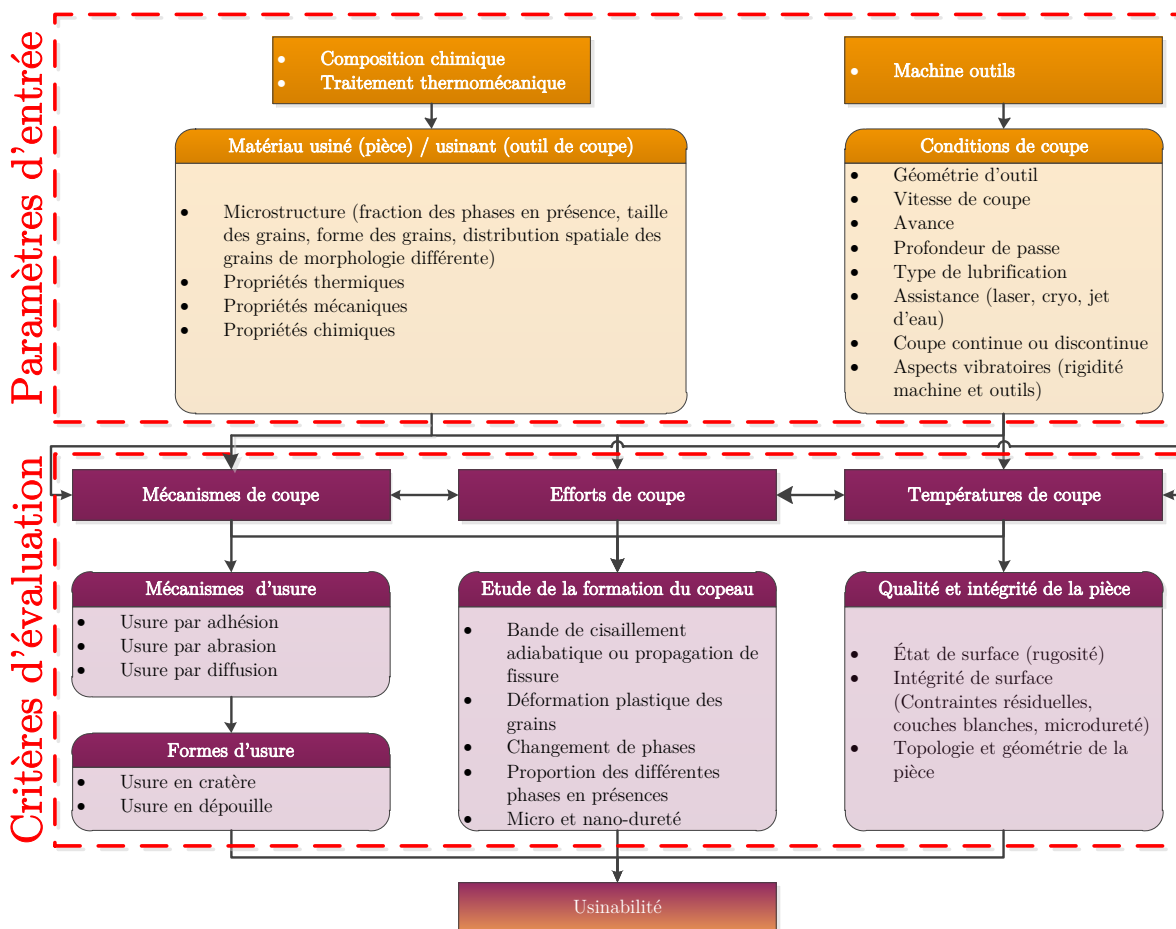 Paramètres d'entrée
Composition chimique
Traitement thermomécanique
Machine outils
Matériau usiné (pièce) / usinant (outil de coupe)
Microstructure (fraction des phases en présence, taille
des grains, forme des grains, distribution spatiale des
grains de morphologie différente)
Propriétés thermiques
Propriétés mécaniques
Propriétés chimiques
Conditions de coupe
Géométrie d'outil
Vitesse de coupe
Avance
Profondeur de passe
Type de lubrification
Assistance (laser, cryo, jet
d'eau)
Coupe continue ou discontinue
Aspects vibratoires (rigidité
machine et outils)
Critères d'évaluation
Mécanismes de coupe
Efforts de coupe
Températures de coupe
Mécanismes d'usure
Usure par adhésion
Usure par abrasion
Usure par diffusion
Formes d'usure
Usure en cratère
Usure en dépouille
Etude de la formation du copeau
Bande de cisaillement
adiabatique ou propagation de
fissure
Déformation plastique des
grains
Changement de phases
Proportion des différentes
phases en présences
Micro et nano-dureté
Qualité et intégrité de la pièce
État de surface (rugosité)
Intégrité de surface
(Contraintes résiduelles,
couches blanches, microdureté)
Topologie et géométrie de la
pièce
Usinabilité